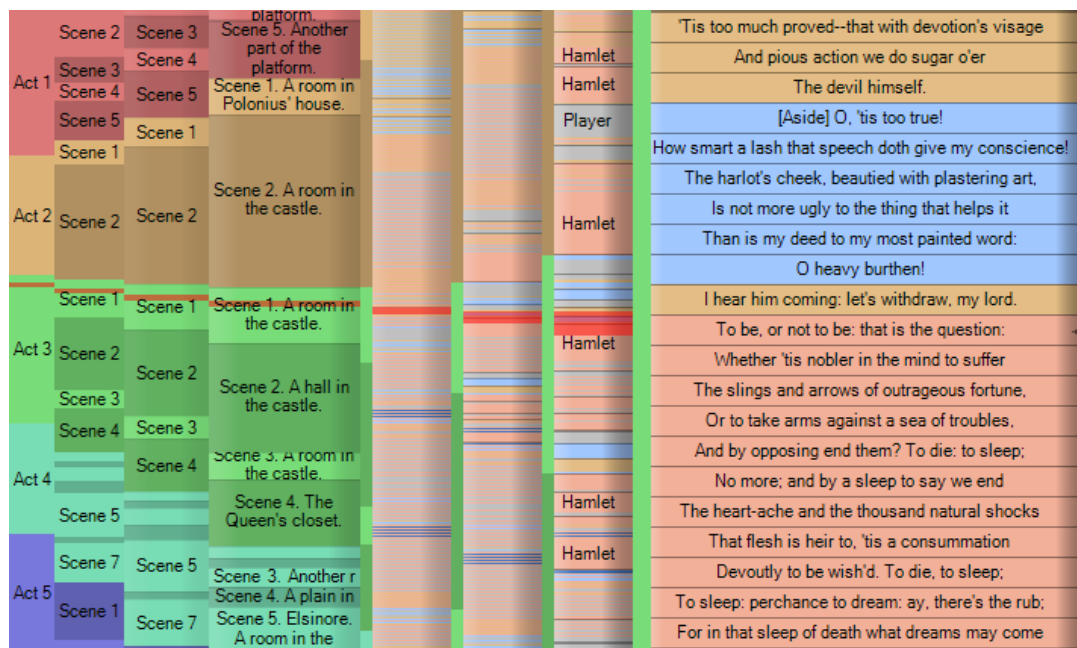 Act 1
Act 2
Act 3
Act 4
Act 5
Scene 2
Scene 3
Scene 4
Scene 5
Scene 1
Scene 2
Scene 1
Scene 2
Scene 3
Scene 4
Scene 5
Scene 7
Scene 1
Scene 3
Scene 4
Scene 5
Scene 1
Scene 2
Scene 1
Scene 2
Scene 3
Scene 4
Scene 5
Scene 7
platform.
Scene 5. Another
part of the
platform.
Scene 1. A room in
Polonius' house.
Scene 2. A room in
the castle.
Scene 1. A room in
the castle.
Scene 2. A hall in
the castle.
Scene 3. A room in
the castle.
Scene 4. The
Queen's closet.
Scene 3. Another r
Scene 4. A plain in
Scene 5. Elsinore.
A room in the
Hamlet
Hamlet
Player
Hamlet
Hamlet
Hamlet
Hamlet
'Tis too much proved--that with devotion's visage
And pious action we do sugar o'er
The devil himself.
[Aside] O, 'tis too true!
How smart a lash that speech doth give my conscience!
The harlot's cheek, beautied with plastering art,
Is not more ugly to the thing that helps it
Than is my deed to my most painted word:
O heavy burthen!
I hear him coming: let's withdraw, my lord.
To be, or not to be: that is the question:
Whether 'tis nobler in the mind to suffer
The slings and arrows of outrageous fortune,
Or to take arms against a sea of troubles,
And by opposing end them? To die: to sleep;
No more; and by a sleep to say we end
The heart-ache and the thousand natural shocks
That flesh is heir to, 'tis a consummation
Devoutly to be wish'd. To die, to sleep;
To sleep: perchance to dream: ay, there's the rub;
For in that sleep of death what dreams may come